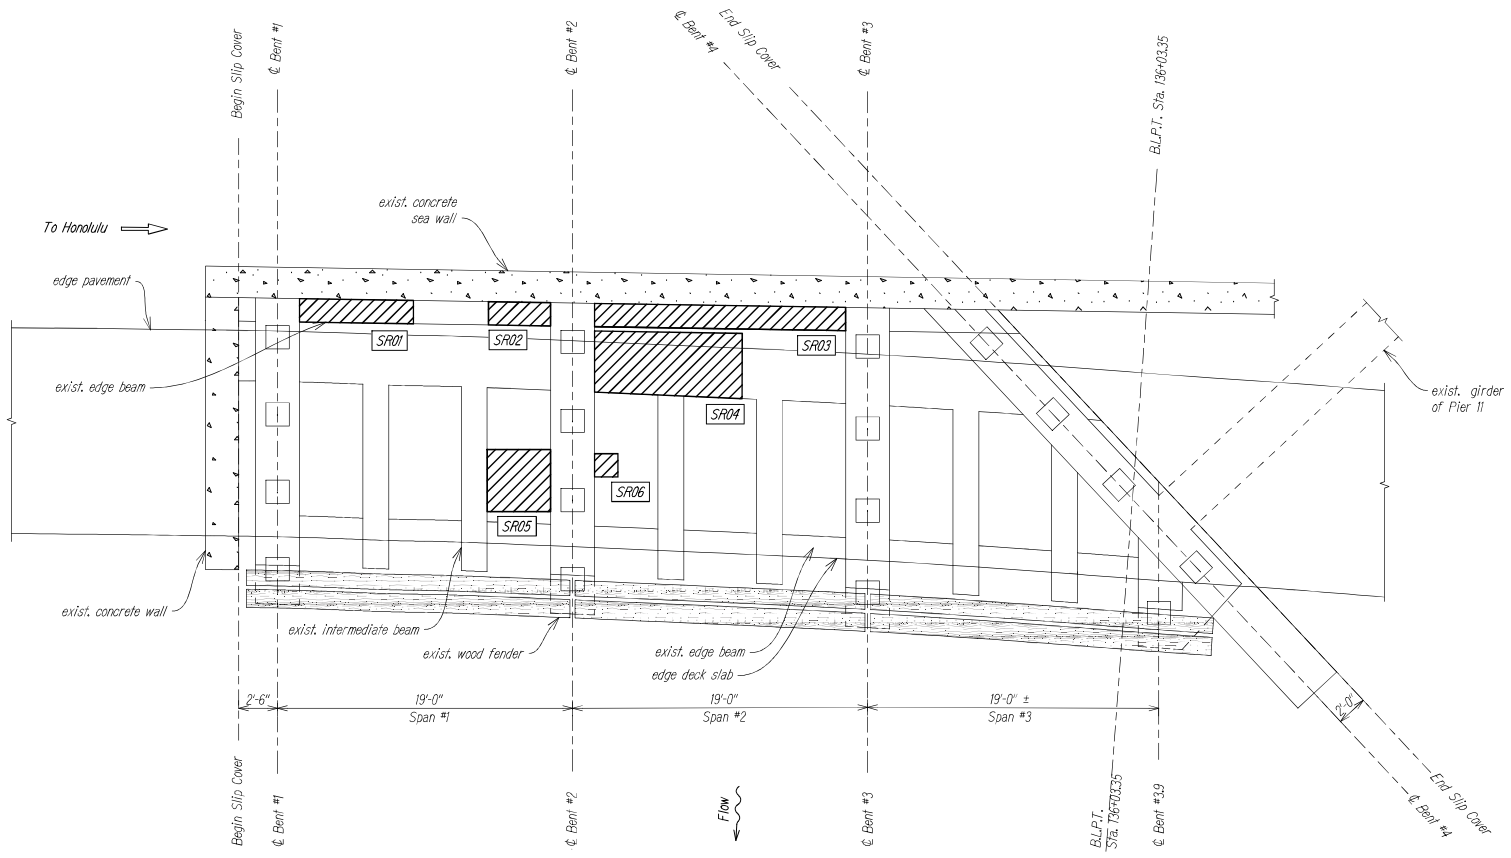 Begin Slip Cover
℄ Bent #1
℄ Bent #2
℄ Bent #4
End Slip Cover
℄ Bent #3
B.L.P.T. Sta. 136+03.35
To Honolulu
exist. concrete
sea wall
edge pavement
exist. edge beam
SR01
SR02
SR03
SR04
SR05
SR06
exist. girder
of Pier 11
exist. concrete wall
exist. intermediate beam
exist. wood fender
exist. edge beam
edge deck slab
2'-6"
19'-0"
Span #1
19'-0"
Span #2
19'-0" ±
Span #3
2'-0"
Begin Slip Cover
℄ Bent #1
℄ Bent #2
Flow
℄ Bent #3
B.L.P.T.
Sta. 136+03.35
℄ Bent #3.9
℄ Bent #4
End Slip Cover